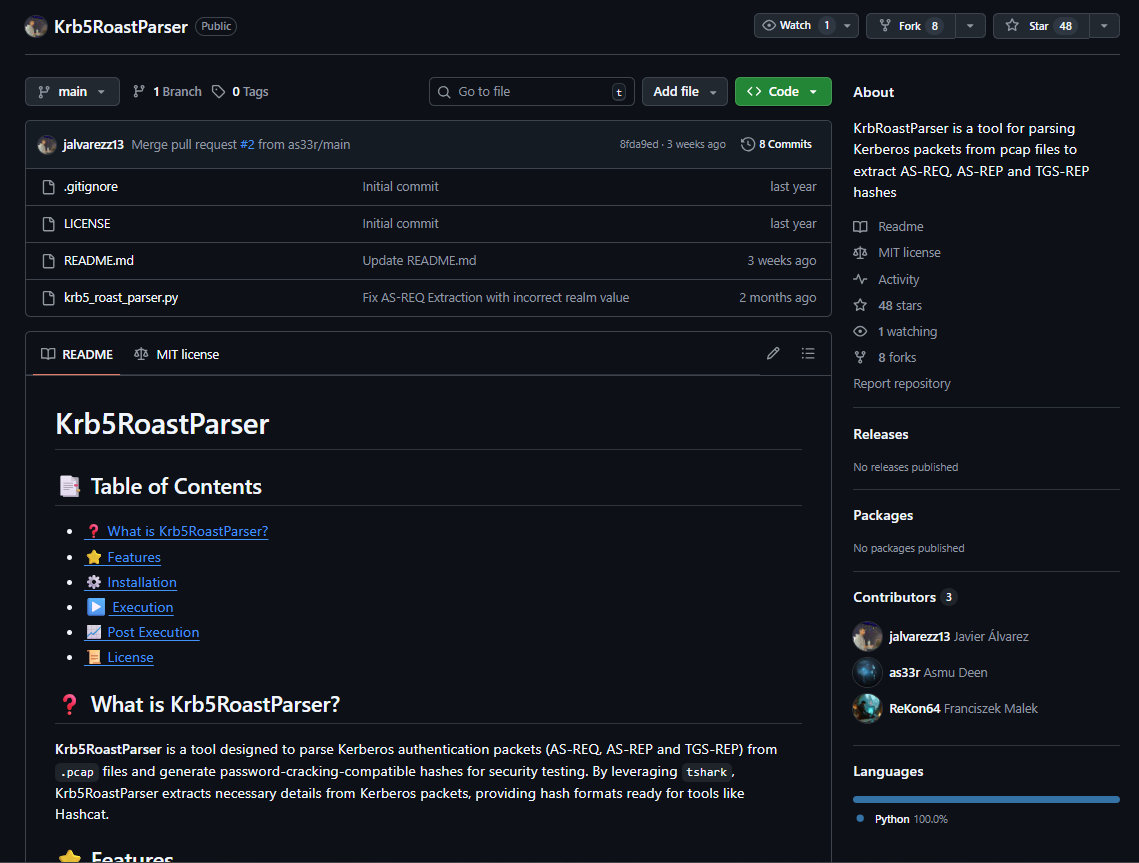 Krb5RoastParser Public
Watch 1
Fork 8
Star 48
main
1 Branch
0 Tags
Go to file t
Add file
Code
jalvarezz13 Merge pull request #2 from as33r/main 8fda9ed · 3 weeks ago 8 Commits
.gitignore Initial commit last year
LICENSE Initial commit last year
README.md Update README.md 3 weeks ago
krb5_roast_parser.py Fix AS-REQ Extraction with incorrect realm value 2 months ago
README MIT license
Krb5RoastParser
Table of Contents
What is Krb5RoastParser?
Features
Installation
Execution
Post Execution
License
What is Krb5RoastParser?
Krb5RoastParser is a tool designed to parse Kerberos authentication packets (AS-REQ, AS-REP and TGS-REP) from
.pcap files and generate password-cracking-compatible hashes for security testing. By leveraging tshark,
Krb5RoastParser extracts necessary details from Kerberos packets, providing hash formats ready for tools like
Hashcat.
Features
About
KrbRoastParser is a tool for parsing
Kerberos packets from pcap files to
extract AS-REQ, AS-REP and TGS-REP
hashes
Readme
MIT license
Activity
48 stars
1 watching
8 forks
Report repository
Releases
No releases published
Packages
No packages published
Contributors 3
jalvarezz13 Javier Álvarez
as33r Asmu Deen
ReKon64 Franciszek Malek
Languages
Python 100.0%